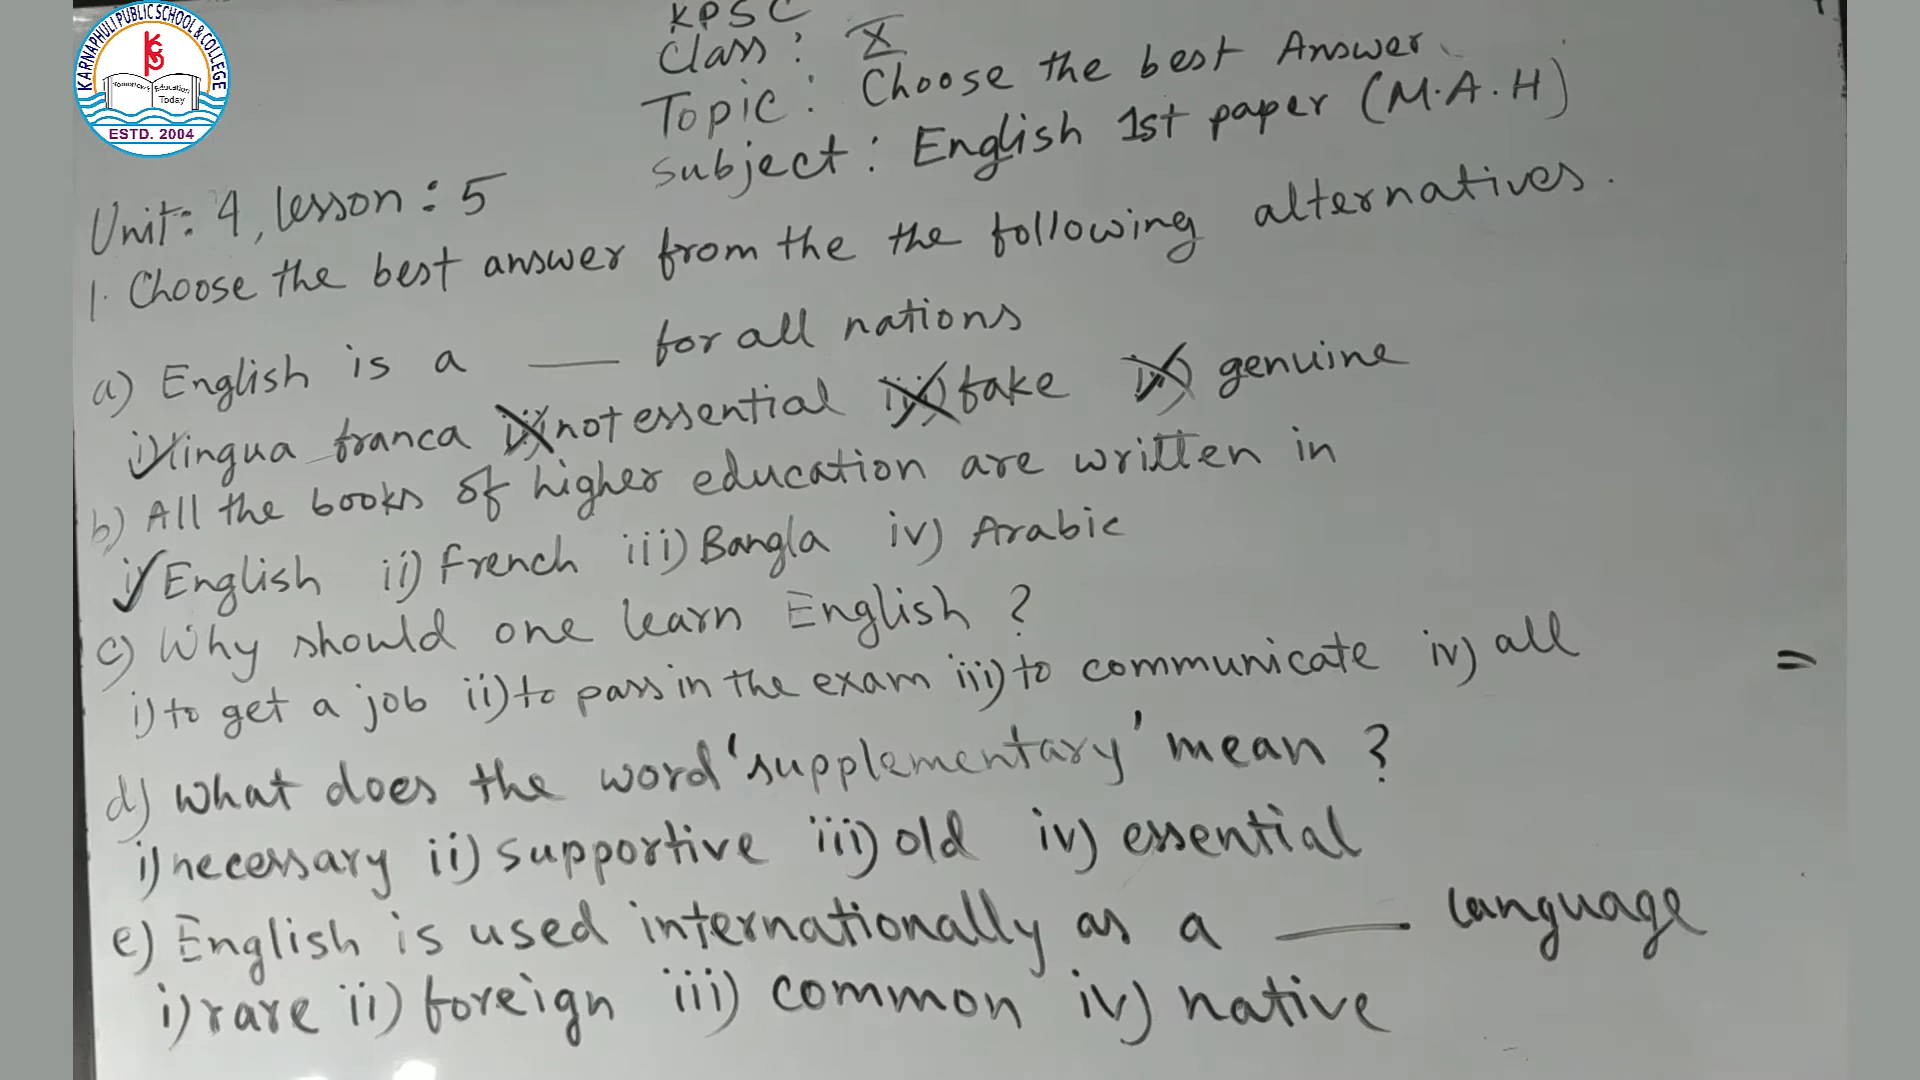 KARNAPHULI PUBLIC SCHOOL & COLLEGE
Tomorrow's Education Today
ESTD. 2004
KPSC
Class: X
Topic: Choose the best Answer
Subject: English 1st paper (M.A.H)
Unit: 4, lesson: 5
1. Choose the best answer from the the following alternatives.
a) English is a ___ for all nations
i) lingua franca ii) not essential iii) fake iv) genuine
b) All the books of higher education are written in
i) English ii) French iii) Bangla iv) Arabic
c) Why should one learn English ?
i) to get a job ii) to pass in the exam iii) to communicate iv) all
d) what does the word 'supplementary' mean ?
i) necessary ii) supportive iii) old iv) essential
e) English is used internationally as a ___ language
i) rare ii) foreign iii) common iv) native